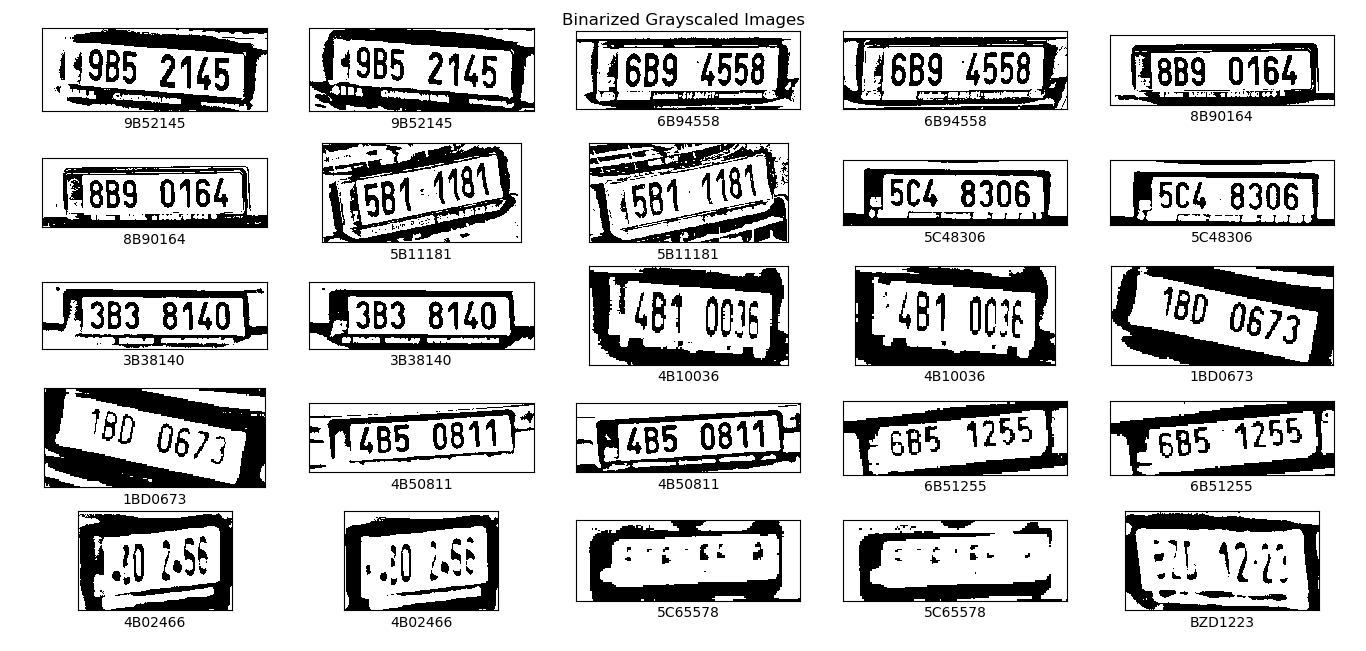 Binarized Grayscaled Images
9B5 2145
9B5 2145
6B9 4558
6B9 4558
8B9 0164
9B52145
9B52145
6B94558
6B94558
8B90164
8B9 0164
5B1 1181
5B1 1181
5C4 8306
5C4 8306
8B90164
5B11181
5B11181
5C48306
5C48306
3B3 8140
3B3 8140
4B1 0036
4B1 0036
1BD 0673
3B38140
3B38140
4B10036
4B10036
1BD0673
1BD 0673
4B5 0811
4B5 0811
6B5 1255
6B5 1255
1BD0673
4B50811
4B50811
6B51255
6B51255
4B02466
4B02466
5C65578
5C65578
BZD1223